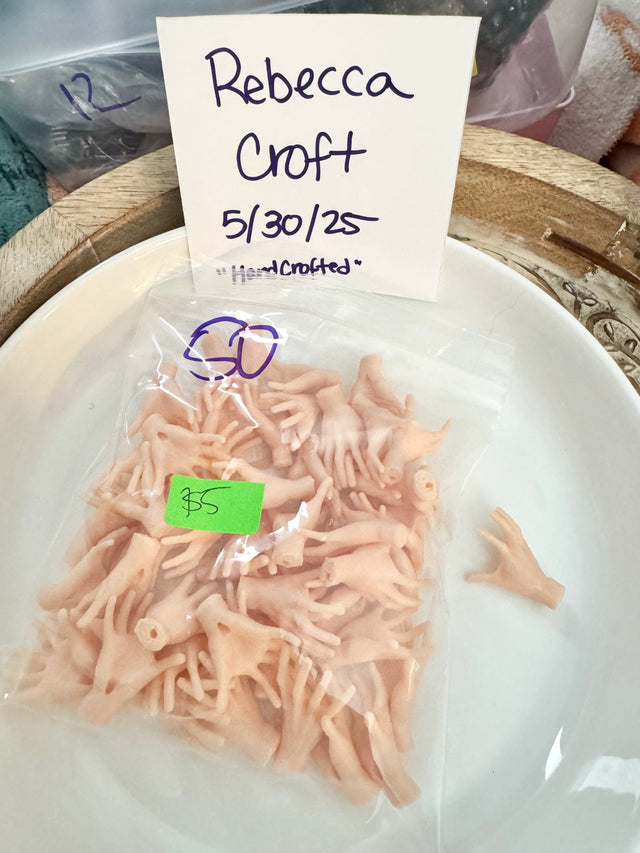 12
Rebecca
Croft
5/30/25
"HandCrofted"
50
$5